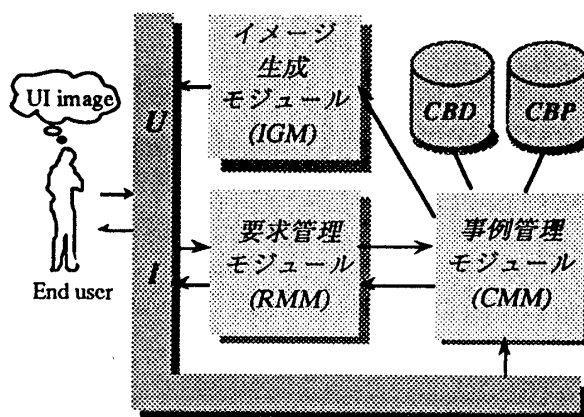 UI image
End user
U
I
イメージ
生成
モジュール
(IGM)
CBD
CBP
要求管理
モジュール
(RMM)
事例管理
モジュール
(CMM)